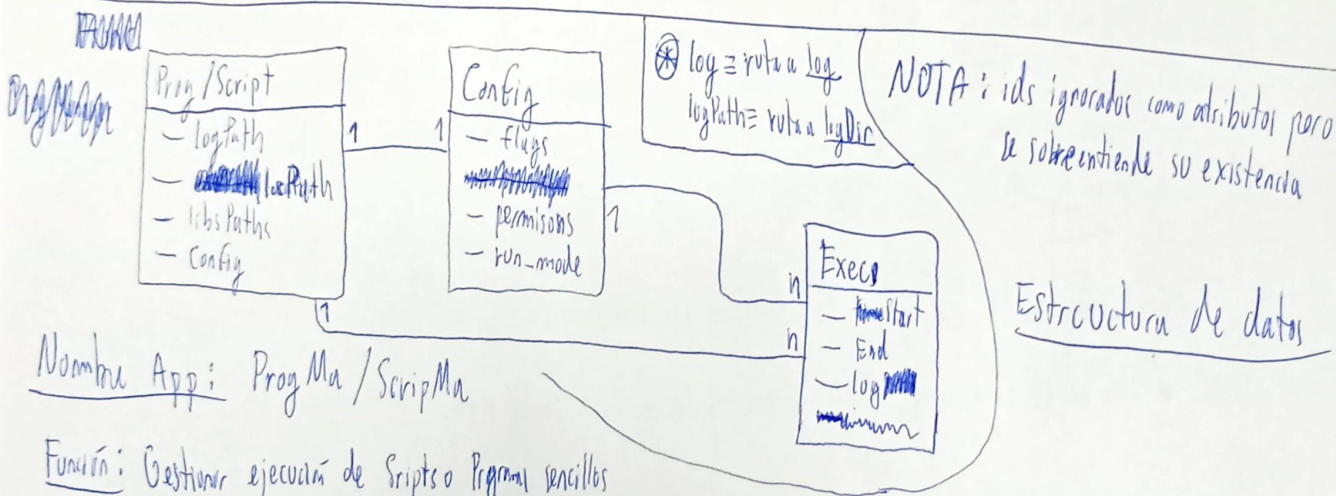 Prog/Script
- logPath
- libsPaths
- Config
1
1
Config
- flags
- permisons
- run_mode
1
1
⊛ log ≡ ruta a log
logPath ≡ ruta a logDir
NOTA: ids ignorados como atributos pero
se sobreentiende su existencia
Exec
- Start
- End
- log
n
n
Estrcuctura de datos
Nombre App: ProgMa / ScripMa
Función: Gestionar ejecución de Sripts o Programas sencillos